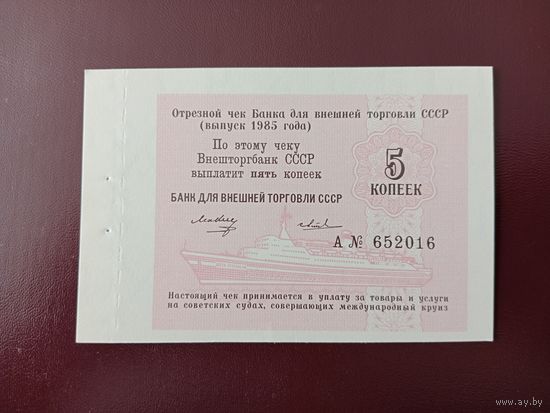 Отрезной чек Банка для внешней торговли СССР
(выпуск 1985 года)
По этому чеку
Внешторгбанк СССР
выплатит пять копеек
5
КОПЕЕК
БАНК ДЛЯ ВНЕШНЕЙ ТОРГОВЛИ СССР
А № 652016
Настоящий чек принимается в уплату за товары и услуги
на советских судах, совершающих международный круиз
www.ay.by